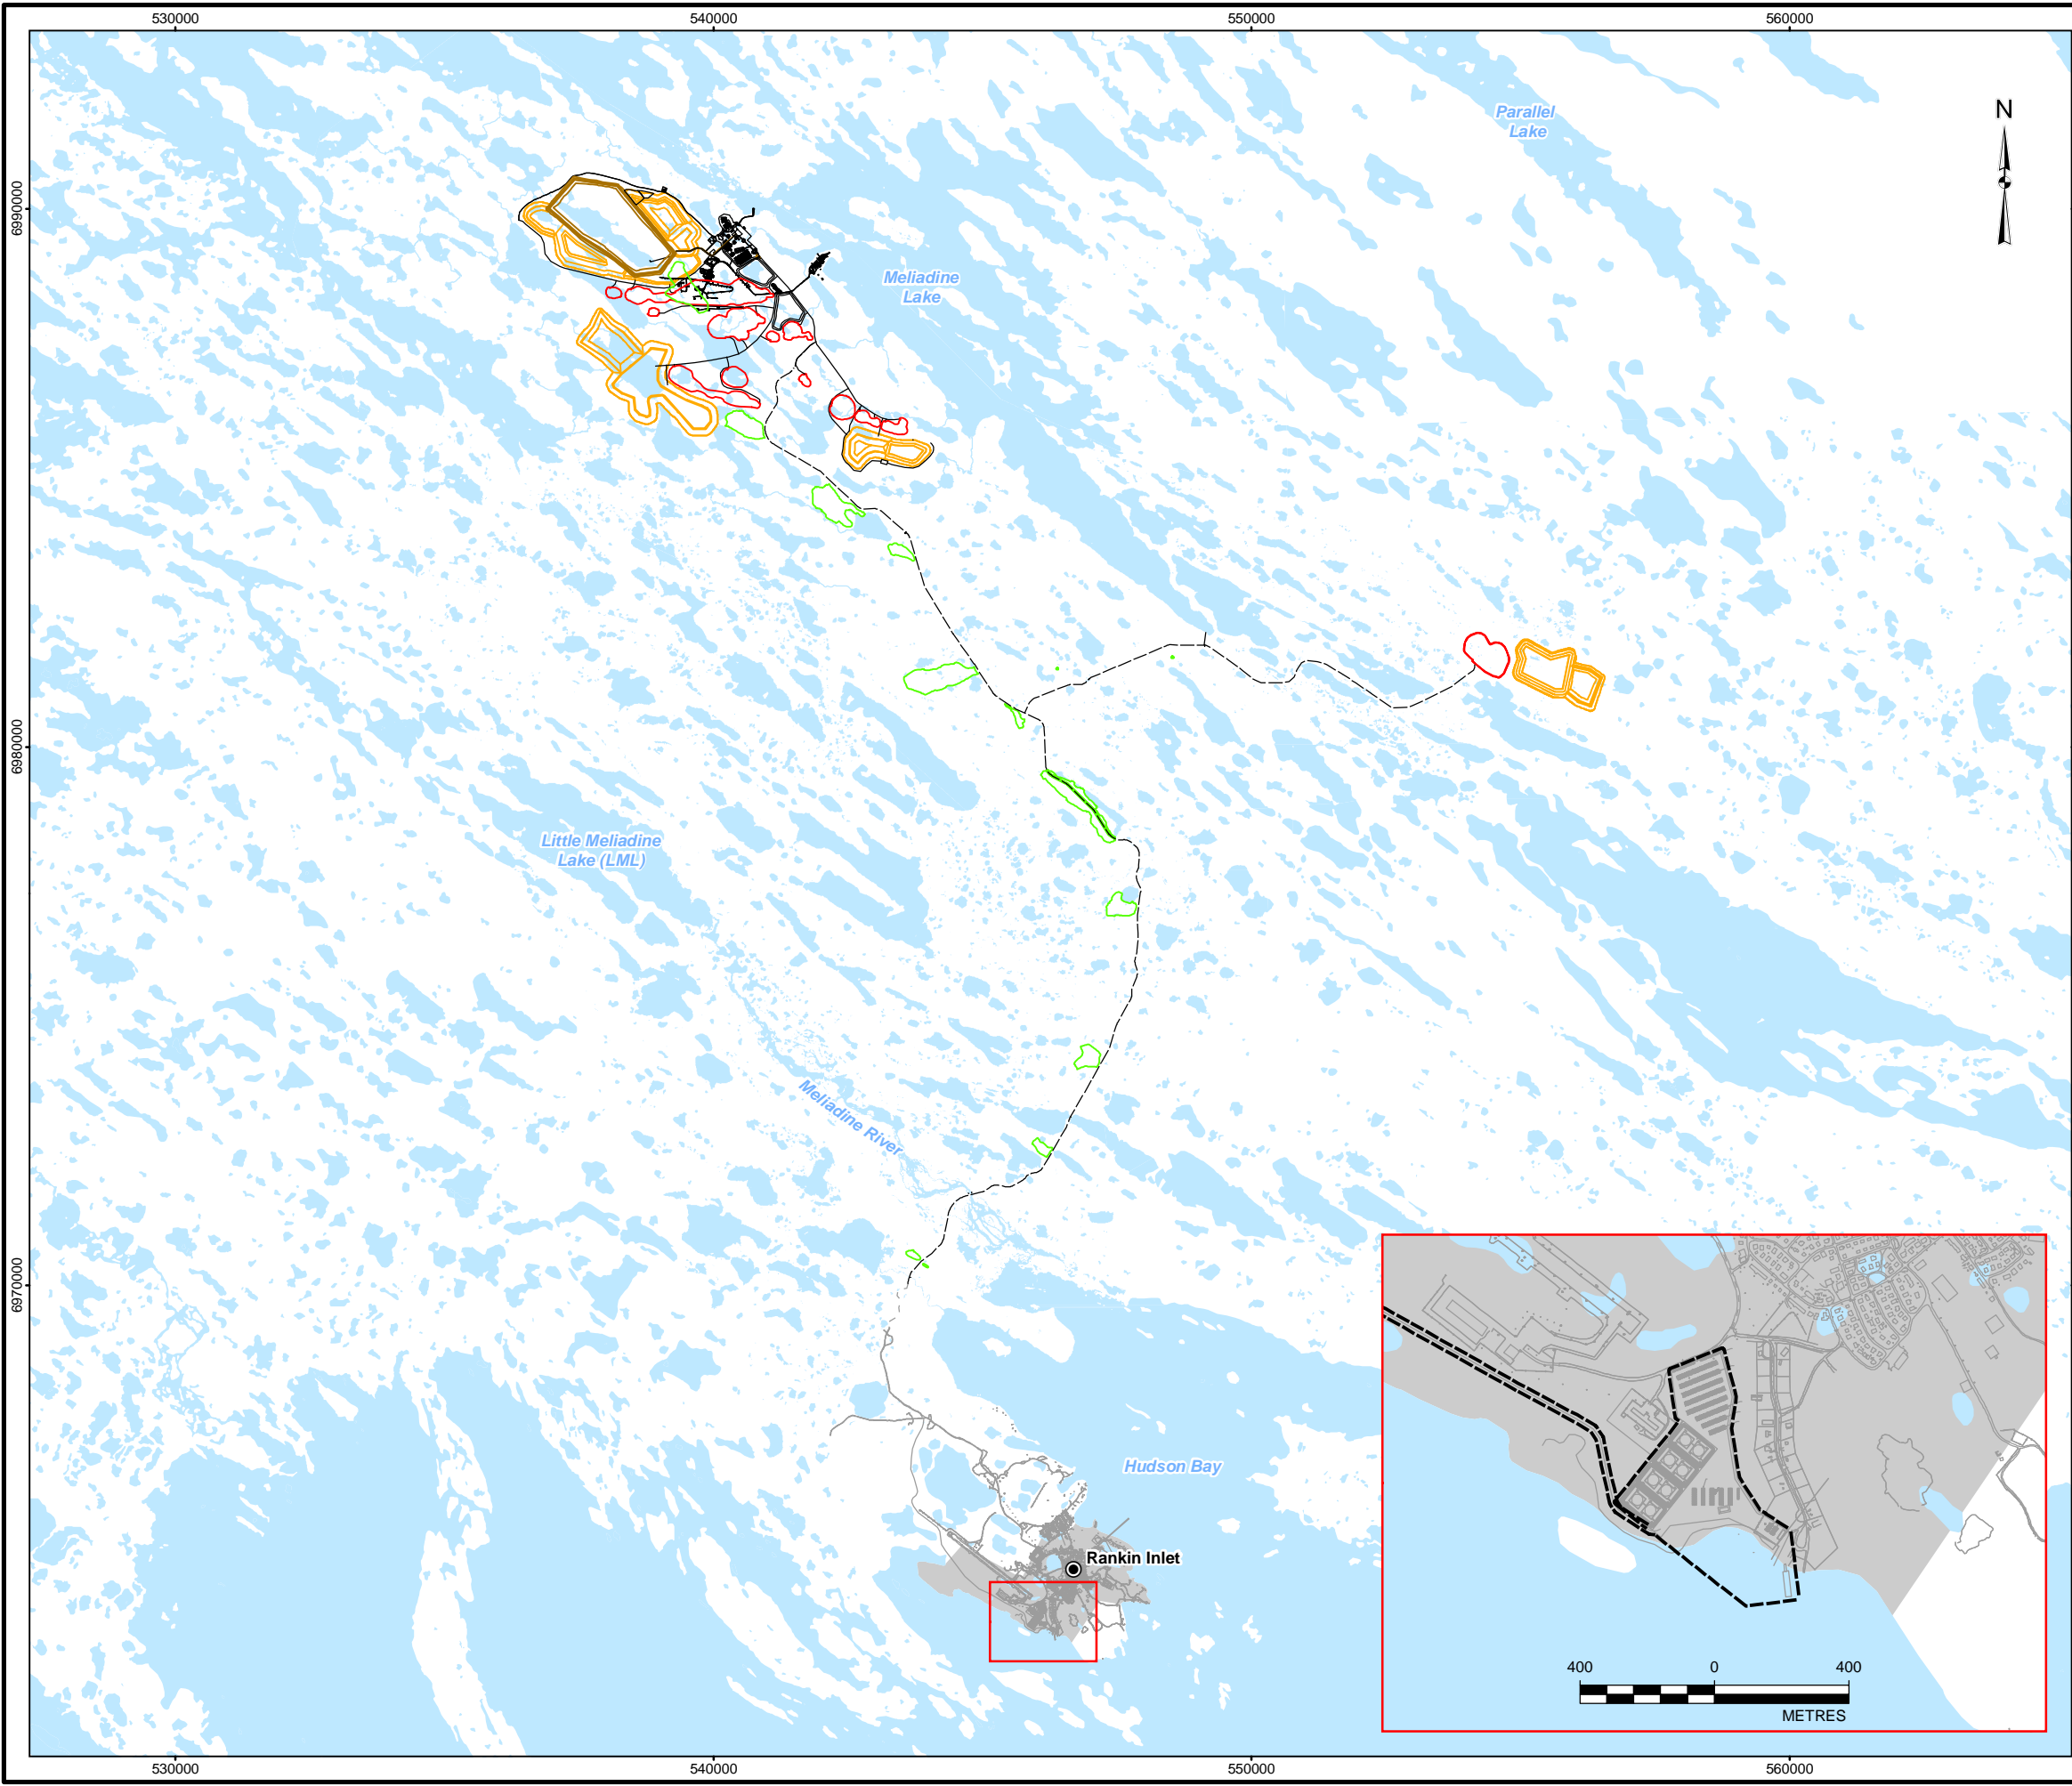 530000
540000
550000
560000
Parallel
Lake
N
6990000
Meliadine
Lake
6980000
Little Meliadine
Lake (LML)
Meliadine River
6970000
Hudson Bay
Rankin Inlet
400
0
400
METRES
530000
540000
550000
560000